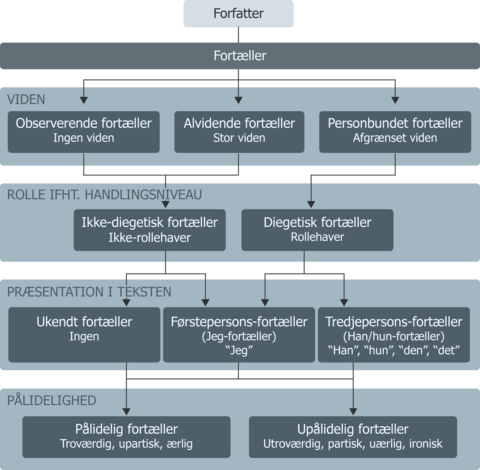 Forfatter
Fortæller
VIDEN
Observerende fortæller
Ingen viden
Alvidende fortæller
Stor viden
Personbundet fortæller
Afgrænset viden
ROLLE IFHT. HANDLINGSNIVEAU
Ikke-diegetisk fortæller
Ikke-rollehaver
Diegetisk fortæller
Rollehaver
PRÆSENTATION I TEKSTEN
Ukendt fortæller
Ingen
Førstepersons-fortæller
(Jeg-fortæller)
“Jeg”
Tredjepersons-fortæller
(Han/hun-fortæller)
“Han”, “hun”, “den”, “det”
PÅLIDELIGHED
Pålidelig fortæller
Troværdig, upartisk, ærlig
Upålidelig fortæller
Utroværdig, partisk, uærlig, ironisk